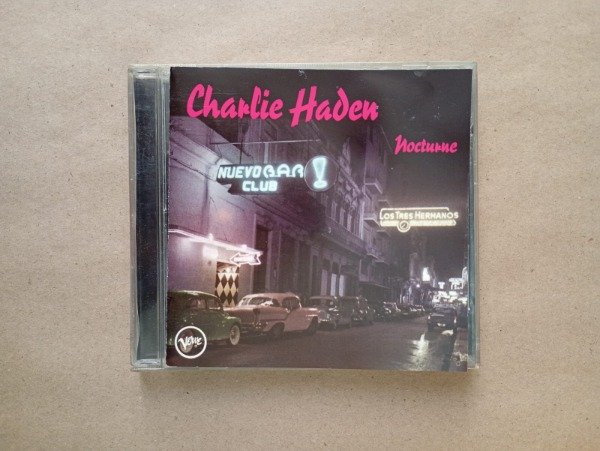 Charlie Haden
Nocturne
NUEVO BAR
CLUB
LOS TRES HERMANOS
Verve